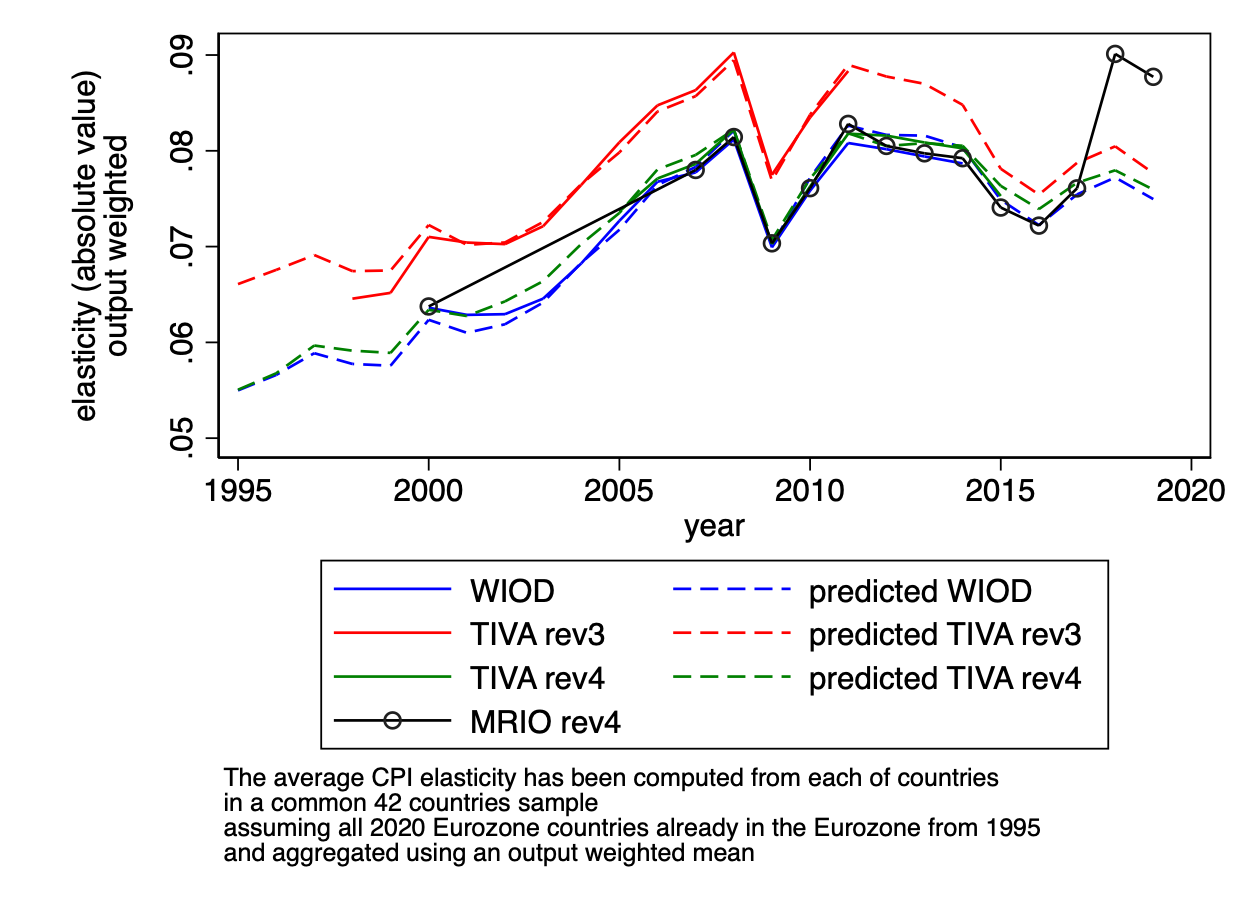 elasticity (absolute value)
output weighted
.09
.08
.07
.06
.05
1995
2000
2005
2010
2015
2020
year
WIOD
predicted WIOD
TIVA rev3
predicted TIVA rev3
TIVA rev4
predicted TIVA rev4
MRIO rev4
The average CPI elasticity has been computed from each of countries
in a common 42 countries sample
assuming all 2020 Eurozone countries already in the Eurozone from 1995
and aggregated using an output weighted mean